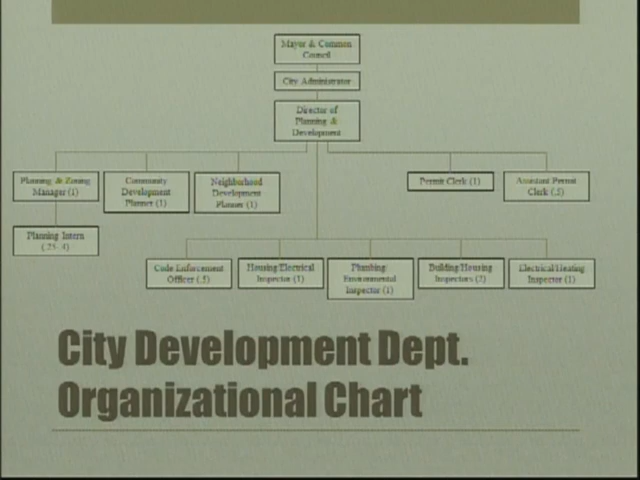 Mayor & Common
Council
City Administrator
Director of
Planning &
Development
Planning & Zoning
Manager (1)
Community
Development
Planner (1)
Neighborhood
Development
Planner (1)
Permit Clerk (1)
Assistant Permit
Clerk (.5)
Planning Intern
(.25-.4)
Code Enforcement
Officer (.5)
Housing/Electrical
Inspector (1)
Plumbing/
Environmental
Inspector (1)
Building/Housing
Inspectors (2)
Electrical/Heating
Inspector (1)
City Development Dept.
Organizational Chart